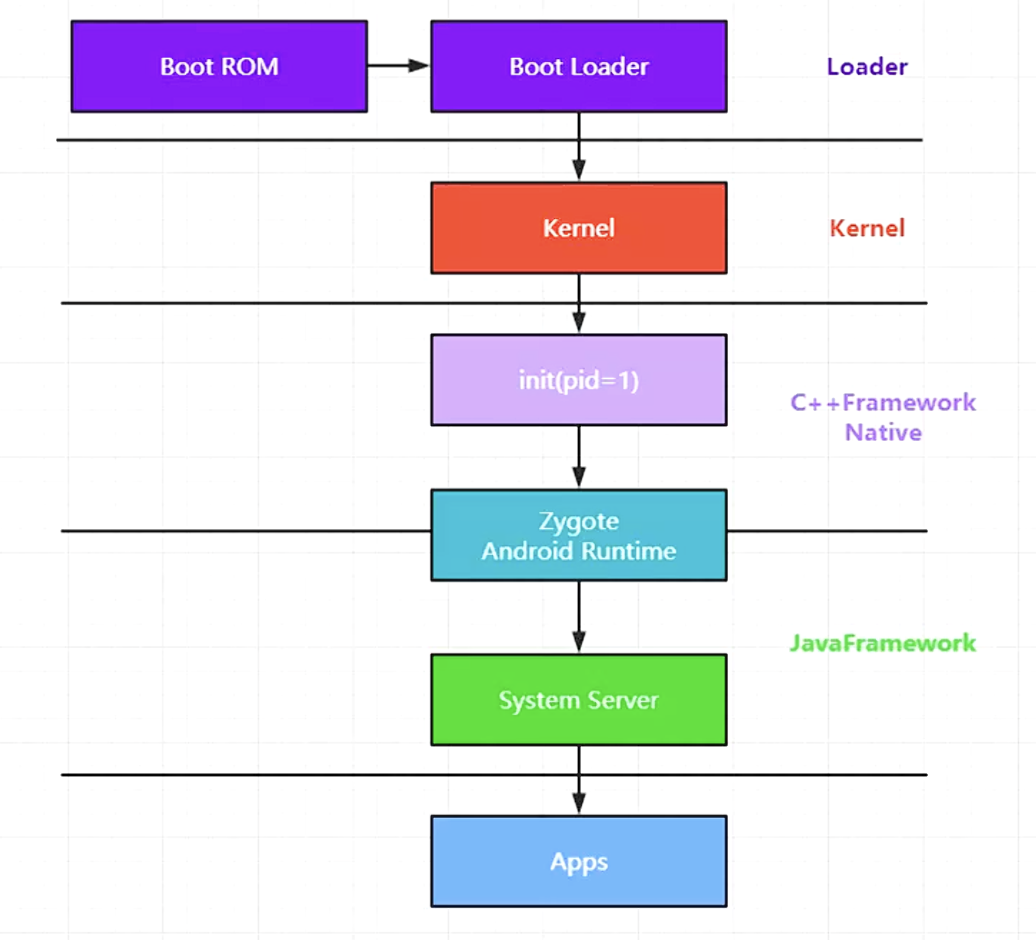 Boot ROM
Boot Loader
Loader
Kernel
Kernel
init(pid=1)
C++Framework
Native
Zygote
Android Runtime
JavaFramework
System Server
Apps